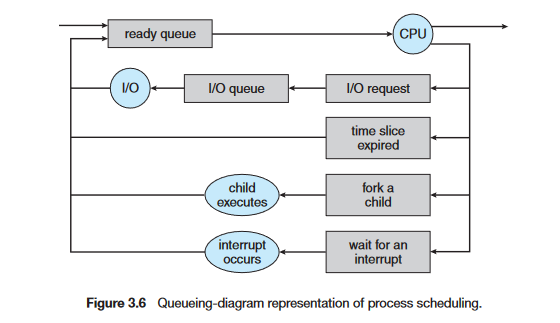 ready queue
CPU
I/O
I/O queue
I/O request
time slice
expired
child
executes
fork a
child
interrupt
occurs
wait for an
interrupt
Figure 3.6 Queueing-diagram representation of process scheduling.